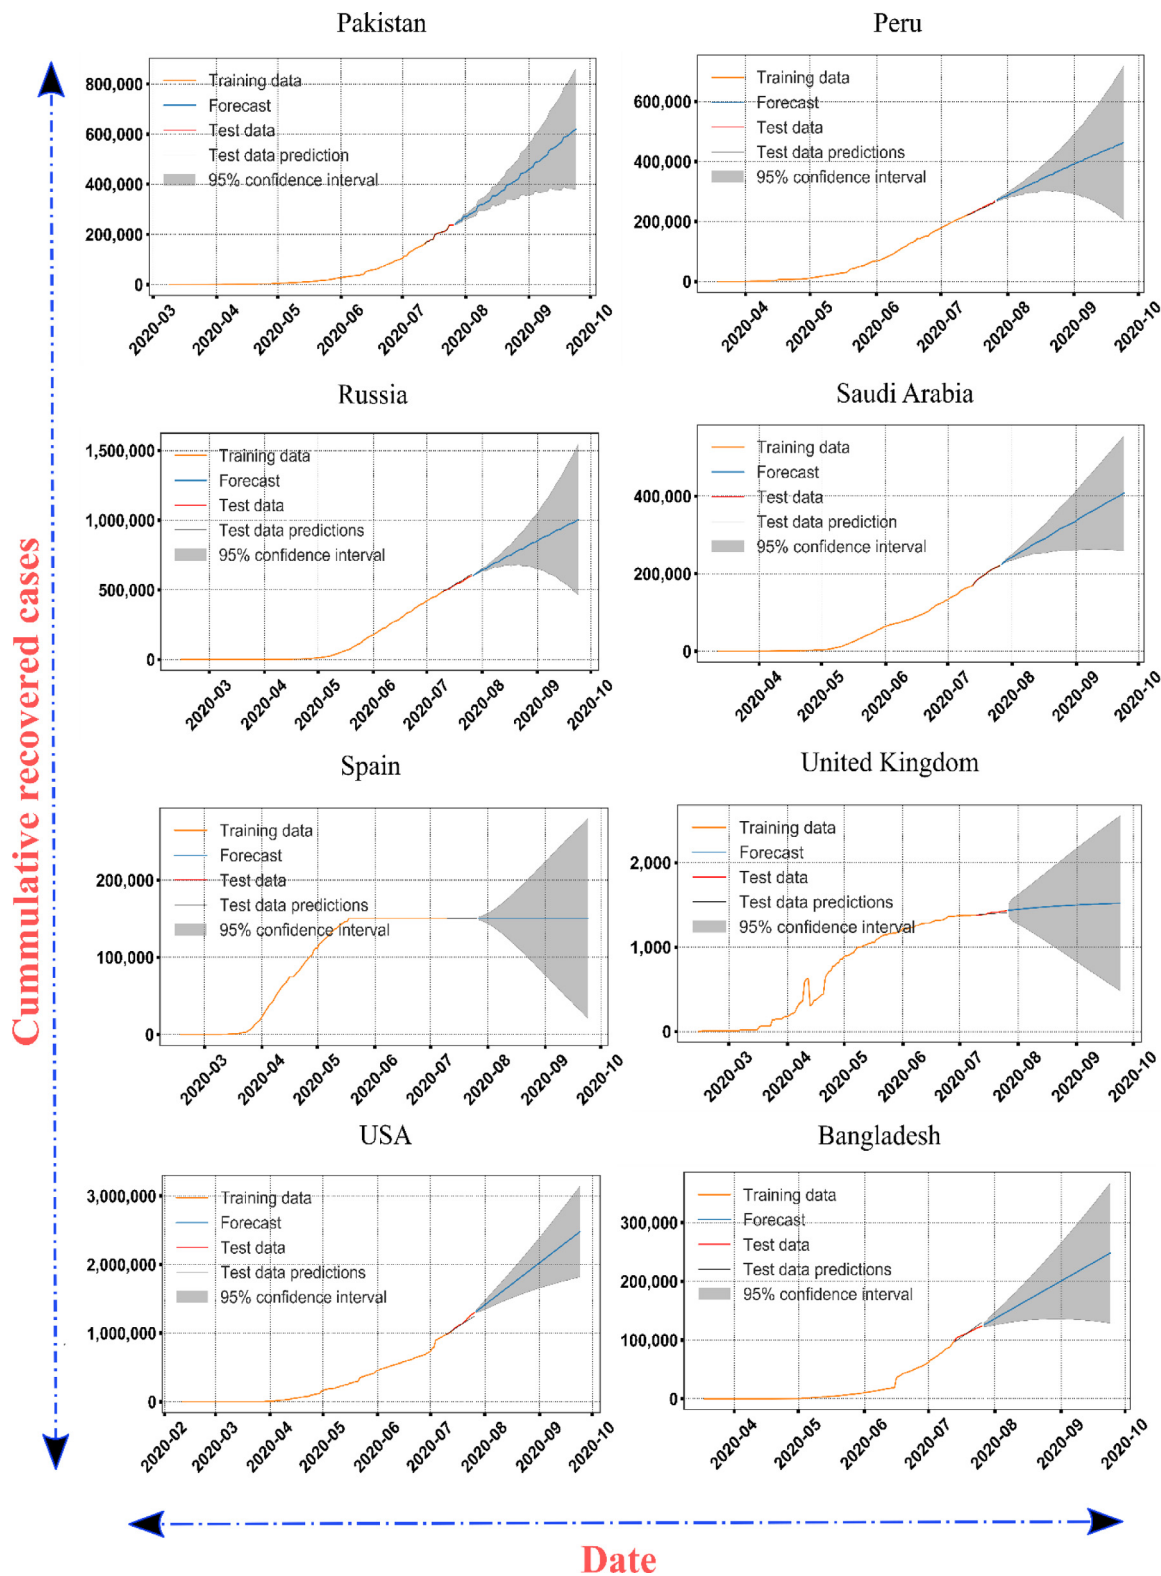 Pakistan
800,000
600,000
400,000
200,000
0
Training data
Forecast
Test data
Test data prediction
95% confidence interval
2020-03
2020-04
2020-05
2020-06
2020-07
2020-08
2020-09
2020-10
Peru
600,000
400,000
200,000
0
Training data
Forecast
Test data
Test data predictions
95% confidence interval
2020-04
2020-05
2020-06
2020-07
2020-08
2020-09
2020-10
Russia
1,500,000
1,000,000
500,000
0
Training data
Forecast
Test data
Test data predictions
95% confidence interval
2020-03
2020-04
2020-05
2020-06
2020-07
2020-08
2020-09
2020-10
Saudi Arabia
400,000
200,000
0
Training data
Forecast
Test data
Test data prediction
95% confidence interval
2020-04
2020-05
2020-06
2020-07
2020-08
2020-09
2020-10
Cummulative recovered cases
Spain
200,000
100,000
0
Training data
Forecast
Test data
Test data predictions
95% confidence interval
2020-03
2020-04
2020-05
2020-06
2020-07
2020-08
2020-09
2020-10
United Kingdom
2,000
1,000
0
Training data
Forecast
Test data
Test data predictions
95% confidence interval
2020-03
2020-04
2020-05
2020-06
2020-07
2020-08
2020-09
2020-10
USA
3,000,000
2,000,000
1,000,000
0
Training data
Forecast
Test data
Test data predictions
95% confidence interval
2020-02
2020-03
2020-04
2020-05
2020-06
2020-07
2020-08
2020-09
2020-10
Bangladesh
300,000
200,000
100,000
0
Training data
Forecast
Test data
Test data predictions
95% confidence interval
2020-04
2020-05
2020-06
2020-07
2020-08
2020-09
2020-10
Date